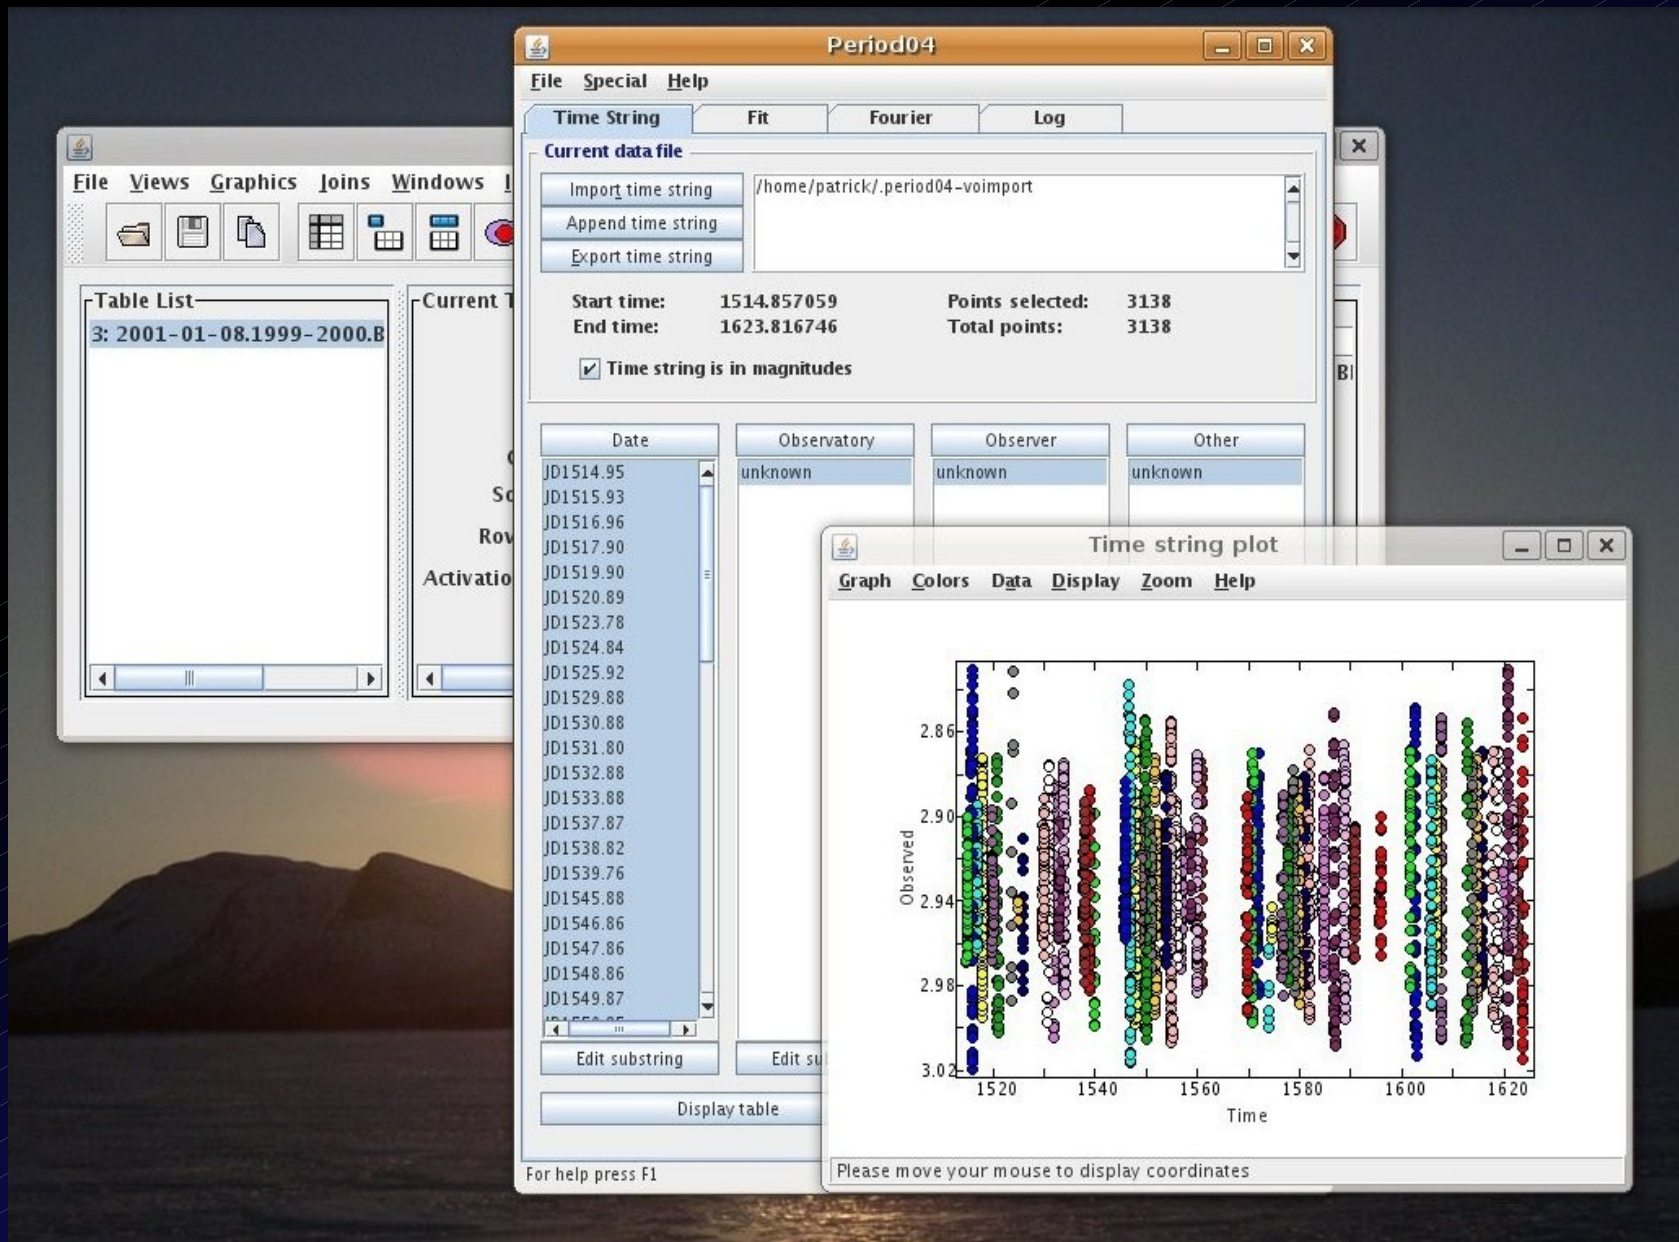 Period04
File Special Help
Time String Fit Fourier Log
Current data file
Import time string
Append time string
Export time string
/home/patrick/.period04-voimport
Start time: 1514.857059 Points selected: 3138
End time: 1623.816746 Total points: 3138
Time string is in magnitudes
Date Observatory Observer Other
JD1514.95 unknown unknown unknown
JD1515.93
JD1516.96
JD1517.90
JD1519.90
JD1520.89
JD1523.78
JD1524.84
JD1525.92
JD1529.88
JD1530.88
JD1531.80
JD1532.88
JD1533.88
JD1537.87
JD1538.82
JD1539.76
JD1545.88
JD1546.86
JD1547.86
JD1548.86
JD1549.87
Edit substring Edit su
Display table
For help press F1
File Views Graphics Joins Windows
Table List
3: 2001-01-08.1999-2000.B
Current T
So
Row
Activatio
BI
Time string plot
Graph Colors Data Display Zoom Help
Observed
2.86
2.90
2.94
2.98
3.02
1520 1540 1560 1580 1600 1620
Time
Please move your mouse to display coordinates